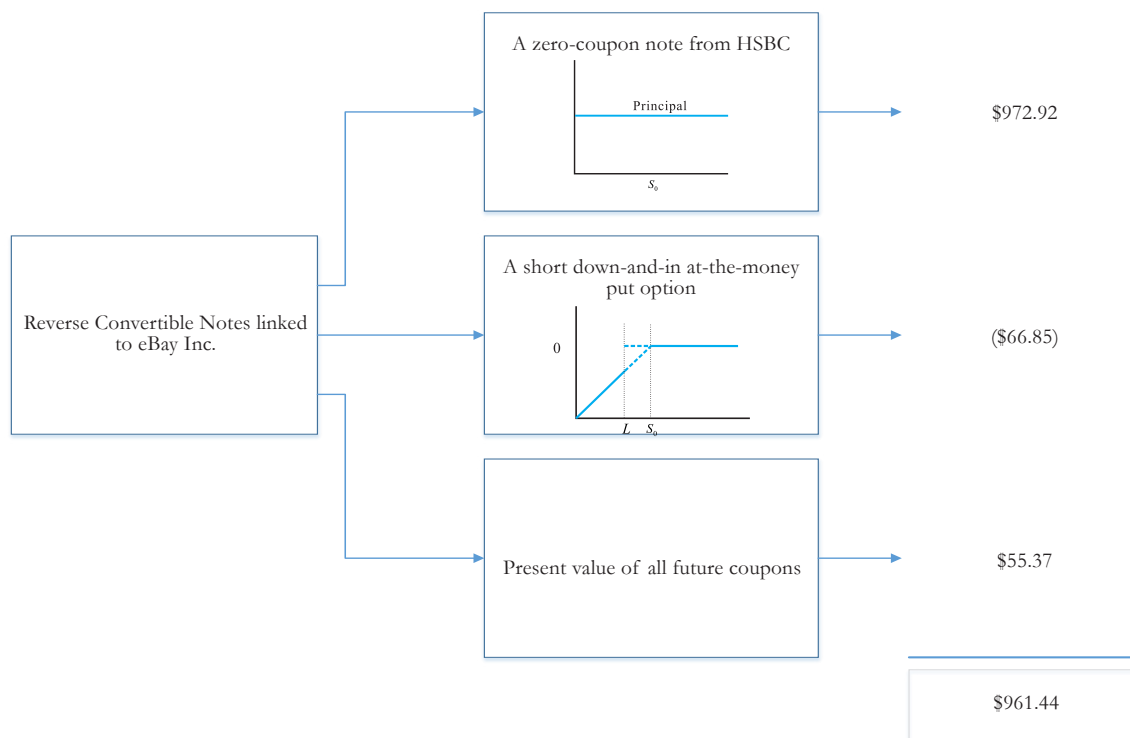 A zero-coupon note from HSBC
Principal
S₀
$972.92
Reverse Convertible Notes linked
to eBay Inc.
A short down-and-in at-the-money
put option
0
L S₀
($66.85)
Present value of all future coupons
$55.37
$961.44